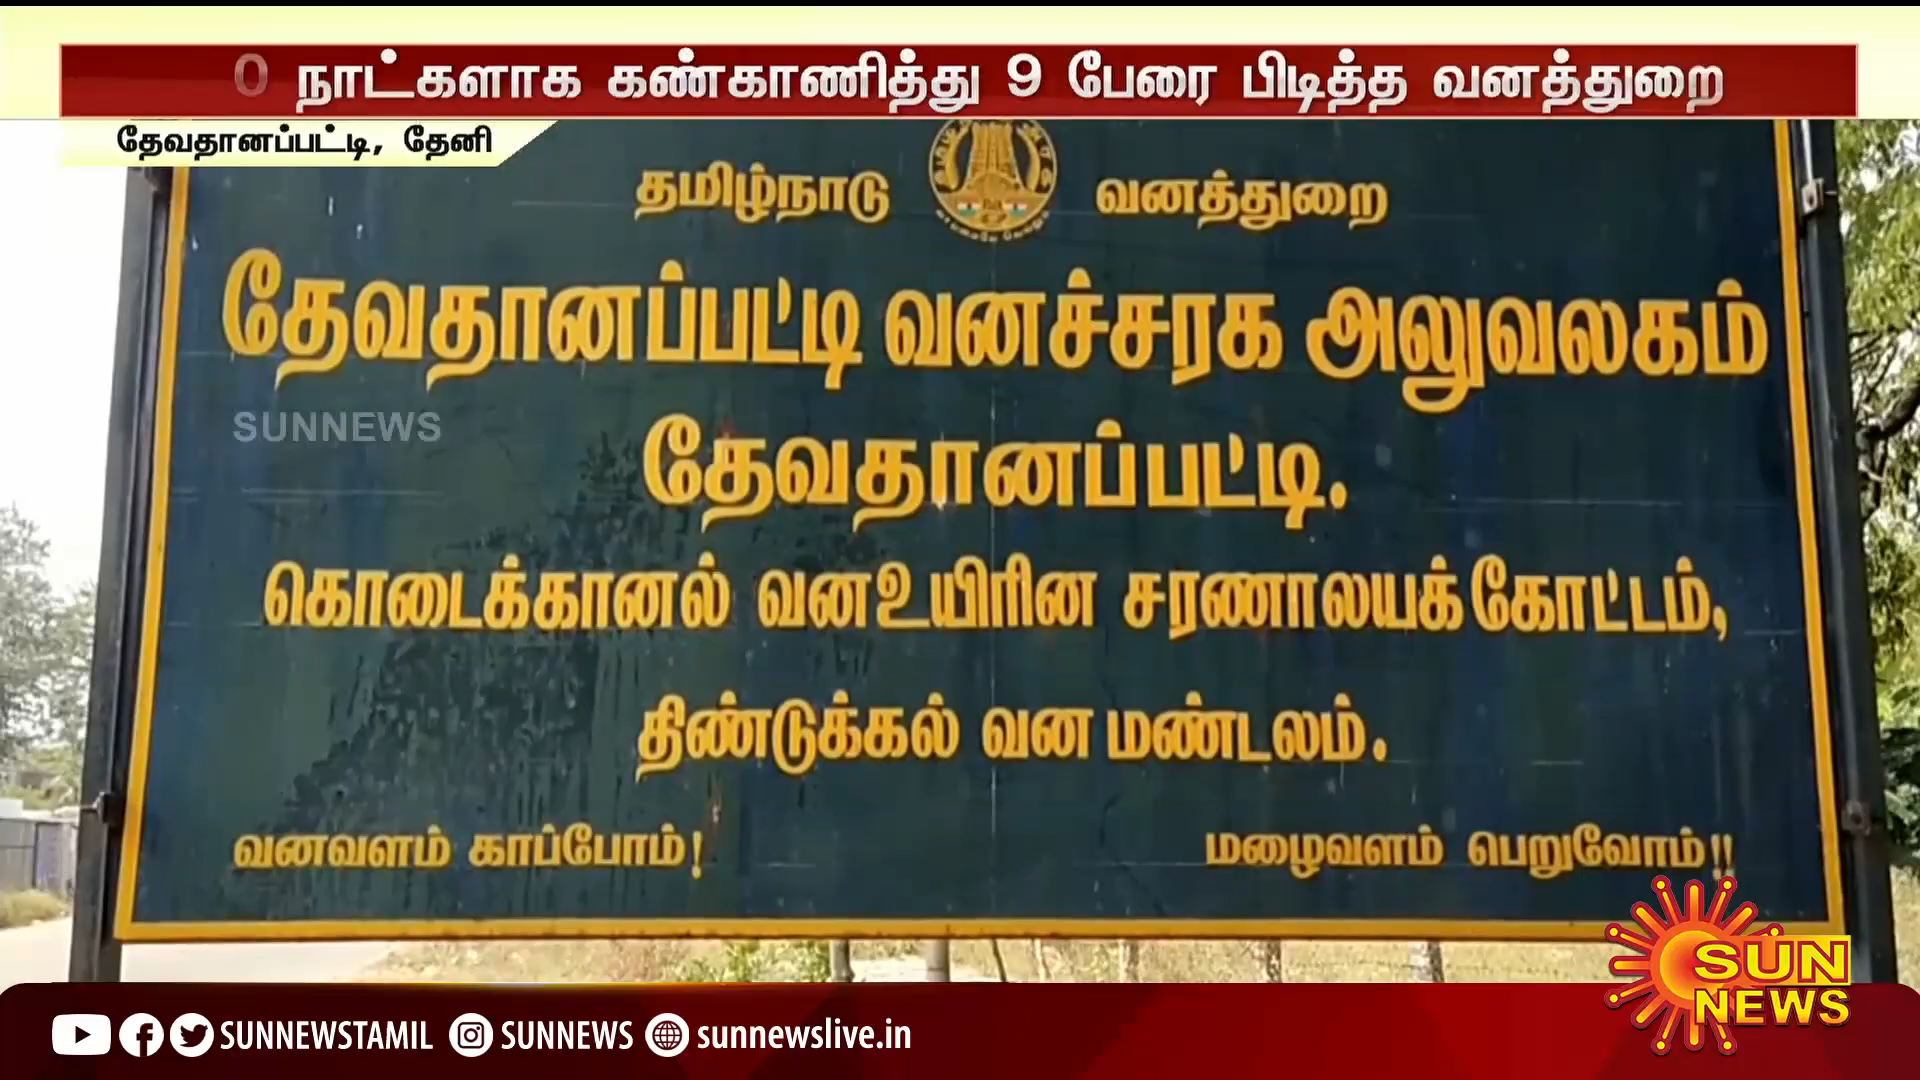 0 நாட்களாக கண்காணித்து 9 பேரை பிடித்த வனத்துறை
தேவதானப்பட்டி, தேனி
தமிழ்நாடு வனத்துறை
தேவதானப்பட்டி வனச்சரக அலுவலகம்
SUNNEWS
தேவதானப்பட்டி.
கொடைக்கானல் வனஉயிரின சரணாலயக்கோட்டம்,
திண்டுக்கல் வன மண்டலம்.
வனவளம் காப்போம்! மழைவளம் பெறுவோம்!!
SUN NEWS
SUNNEWSTAMIL SUNNEWS sunnewslive.in